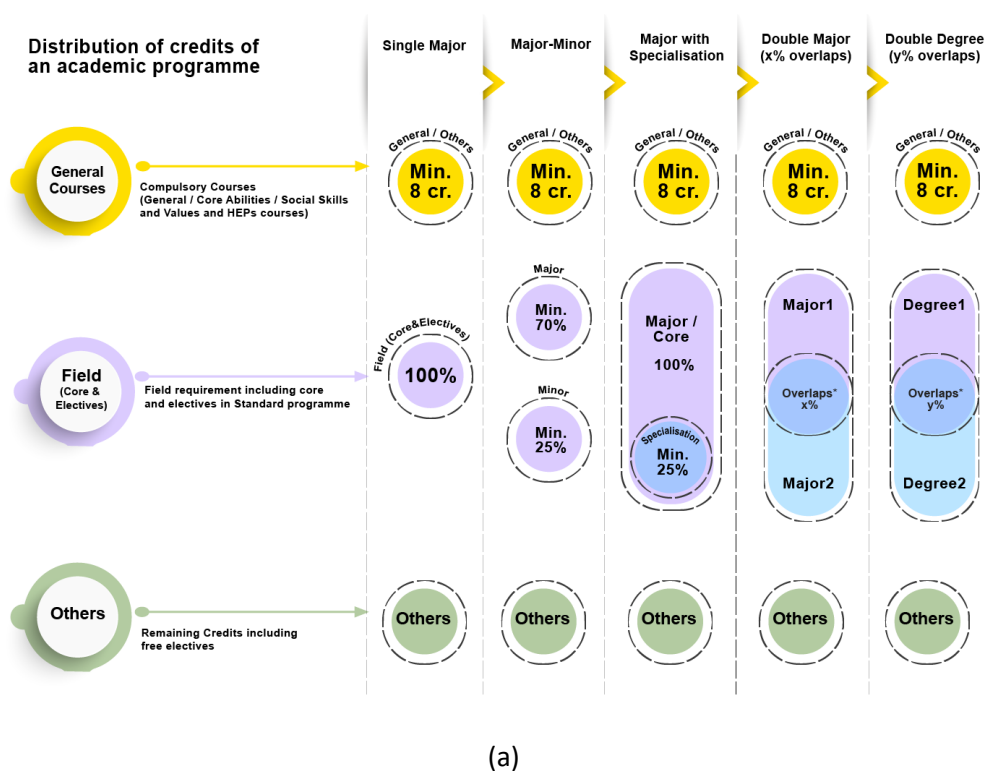 Distribution of credits of
an academic programme
Single Major
Major-Minor
Major with
Specialisation
Double Major
(x% overlaps)
Double Degree
(y% overlaps)
General
Courses
Compulsory Courses
(General / Core Abilities / Social Skills
and Values and HEPs courses)
General / Others
Min.
8 cr.
General / Others
Min.
8 cr.
General / Others
Min.
8 cr.
General / Others
Min.
8 cr.
General / Others
Min.
8 cr.
Field
(Core &
Electives)
Field requirement including core
and electives in Standard programme
Field (Core&Electives)
100%
Major
Min.
70%
Minor
Min.
25%
Major /
Core
100%
Specialisation
Min.
25%
Major1
Overlaps*
x%
Major2
Degree1
Overlaps*
y%
Degree2
Others
Remaining Credits including
free electives
Others
Others
Others
Others
Others
(a)